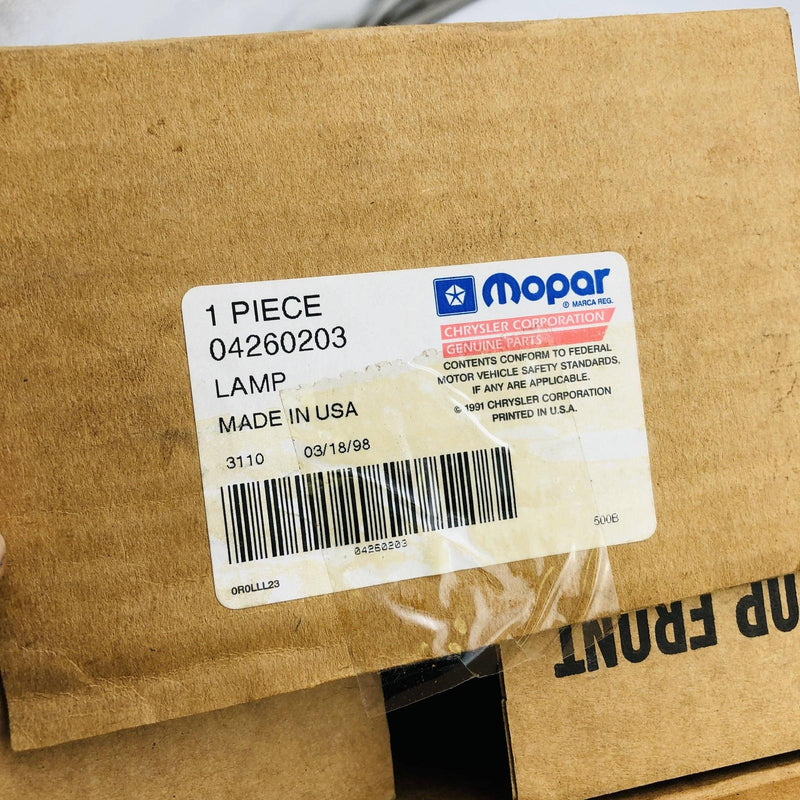 1 PIECE
04260203
LAMP
MADE IN USA
3110 03/18/98
04260203
0R0LLL23
mopar
® MARCA REG.
CHRYSLER CORPORATION
GENUINE PARTS
CONTENTS CONFORM TO FEDERAL
MOTOR VEHICLE SAFETY STANDARDS,
IF ANY ARE APPLICABLE.
© 1991 CHRYSLER CORPORATION
PRINTED IN U.S.A.
500B
FRONT